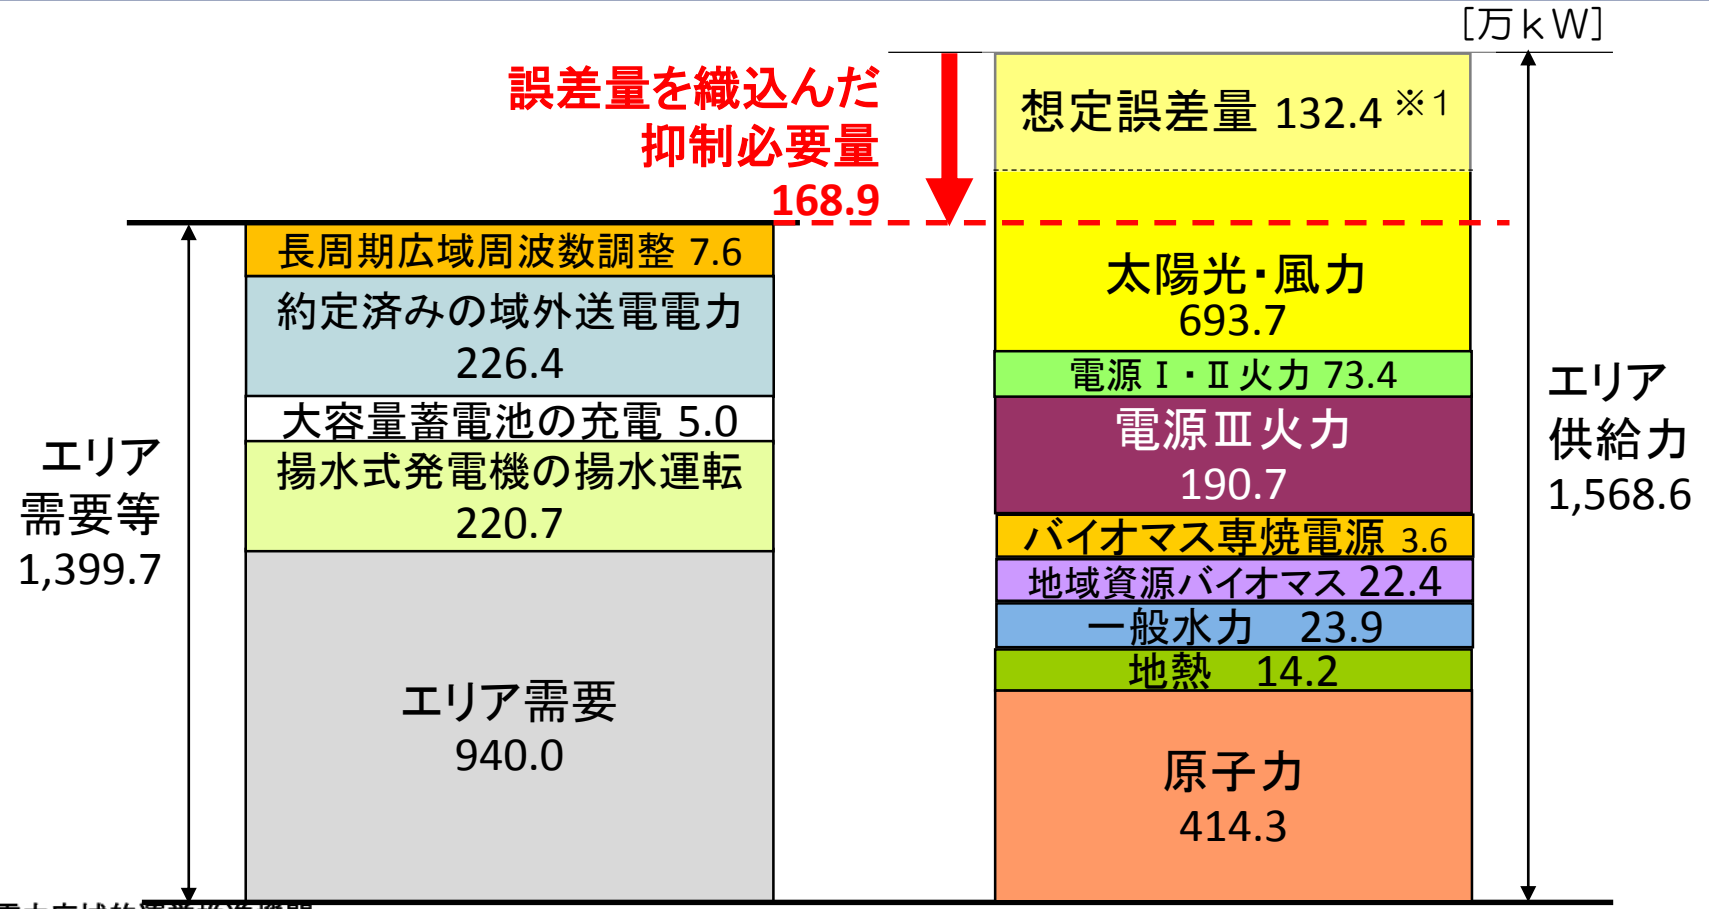 [万kW]
誤差量を織込んだ
抑制必要量
168.9
想定誤差量 132.4 ※1
長周期広域周波数調整 7.6
約定済みの域外送電電力
226.4
大容量蓄電池の充電 5.0
揚水式発電機の揚水運転
220.7
エリア需要
940.0
エリア
需要等
1,399.7
太陽光・風力
693.7
電源Ⅰ・Ⅱ火力 73.4
電源Ⅲ火力
190.7
バイオマス専焼電源 3.6
地域資源バイオマス 22.4
一般水力 23.9
地熱 14.2
原子力
414.3
エリア
供給力
1,568.6